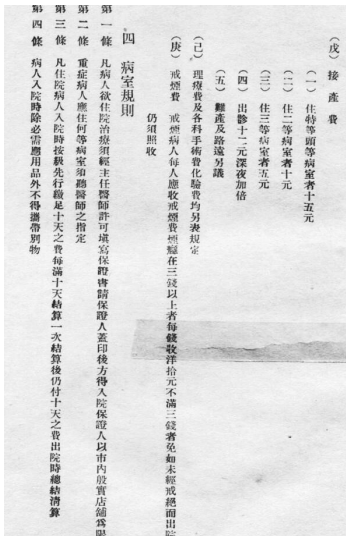 （戊）接產費
（一）住特等頭等病室者十五元
（二）住二等病室者十元
（三）住三等病室者五元
（四）出診十二元深夜加倍
（五）難產及路遠另議
（己）理療費及各科手術費化驗費均另表規定
（庚）戒煙費 戒煙病人每人應收戒煙費煙癮在三錢以上者每錢收洋拾元不滿三錢者免如未經戒絕而出院
仍須照收
四 病室規則
第一條 凡病人欲住院治療須經主任醫師許可填寫保證書請保證人蓋印後方得入院保證人以市內殷實店舖爲限
第二條 重症病人應住何等病室須聽醫師之指定
第三條 凡住院病人入院時按級先行繳足十天之費每滿十天結算一次結算後仍付十天之費出院時總結清算
第四條 病人入院時除必需應用品外不得攜帶別物